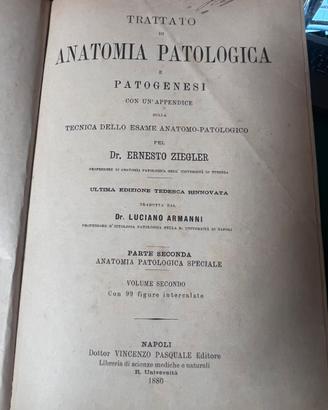 TRATTATO
DI
ANATOMIA PATOLOGICA
E
PATOGENESI
CON UN'APPENDICE
SULLA
TECNICA DELLO ESAME ANATOMO-PATOLOGICO
PEL
Dr. ERNESTO ZIEGLER
PROFESSORE DI ANATOMIA PATOLOGICA NELL'UNIVERSITÀ DI TUBINGA
ULTIMA EDIZIONE TEDESCA RINNOVATA
TRADOTTA DAL
Dr. LUCIANO ARMANNI
PROFESSORE D'ISTOLOGIA PATOLOGICA NELLA R. UNIVERSITÀ DI NAPOLI
PARTE SECONDA
ANATOMIA PATOLOGICA SPECIALE
VOLUME SECONDO
Con 99 figure intercalate
NAPOLI
Dottor VINCENZO PASQUALE Editore
Libreria di scienze mediche e naturali
R. Università
1880